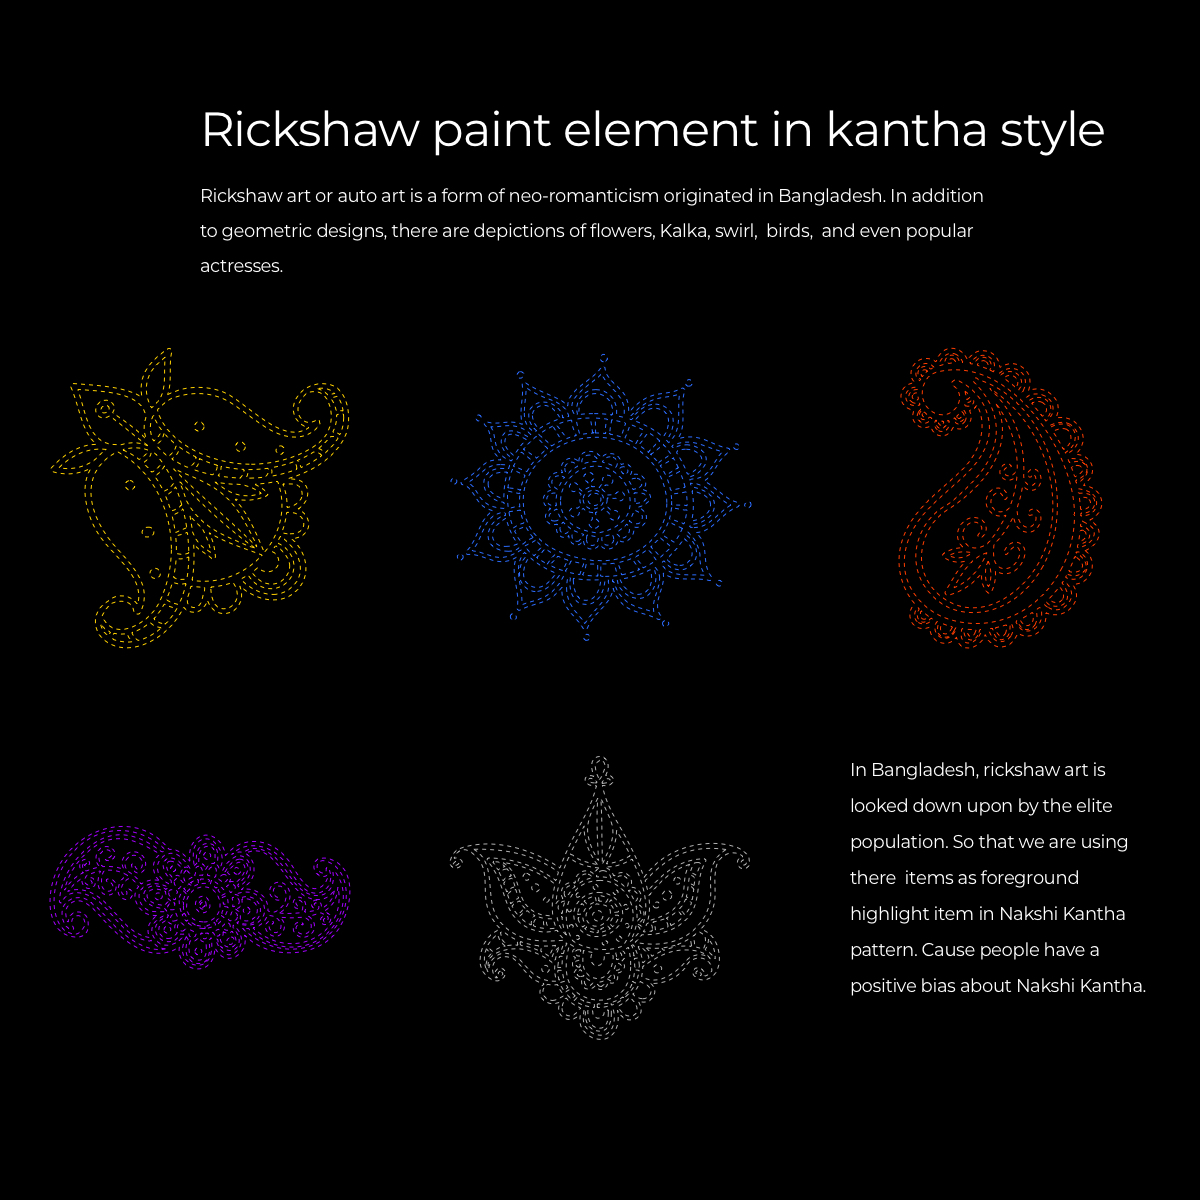 Rickshaw paint element in kantha style
Rickshaw art or auto art is a form of neo-romanticism originated in Bangladesh. In addition
to geometric designs, there are depictions of flowers, Kalka, swirl,  birds,  and even popular
actresses.
In Bangladesh, rickshaw art is
looked down upon by the elite
population. So that we are using
there  items as foreground
highlight item in Nakshi Kantha
pattern. Cause people have a
positive bias about Nakshi Kantha.